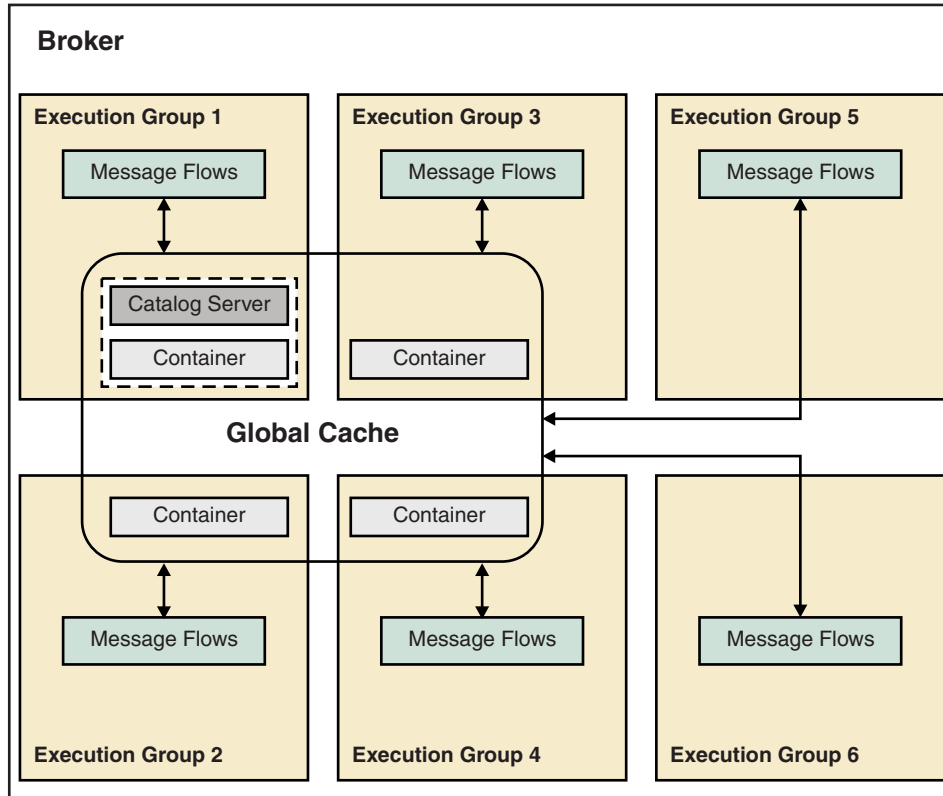 Broker
Execution Group 1
Execution Group 3
Execution Group 5
Message Flows
Message Flows
Message Flows
Catalog Server
Container
Container
Global Cache
Container
Container
Message Flows
Message Flows
Message Flows
Execution Group 2
Execution Group 4
Execution Group 6